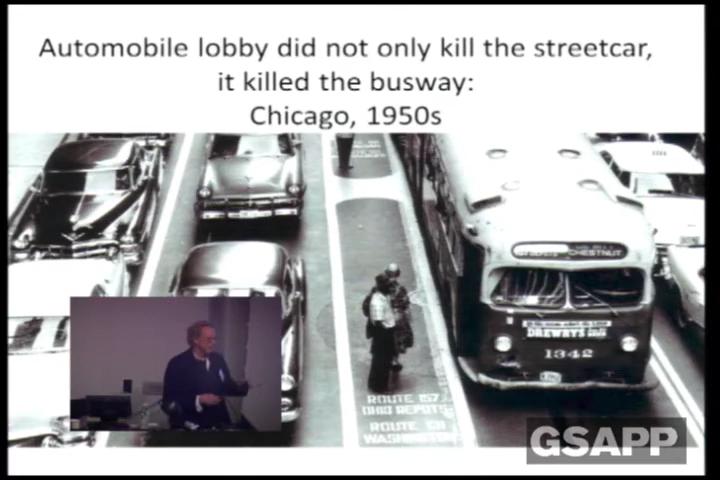 Automobile lobby did not only kill the streetcar,
it killed the busway:
Chicago, 1950s
CHESTNUT
DREWRYS
1342
ROUTE 157
OHIO DEPOTS
ROUTE 131
WASHINGTON
GSAPP